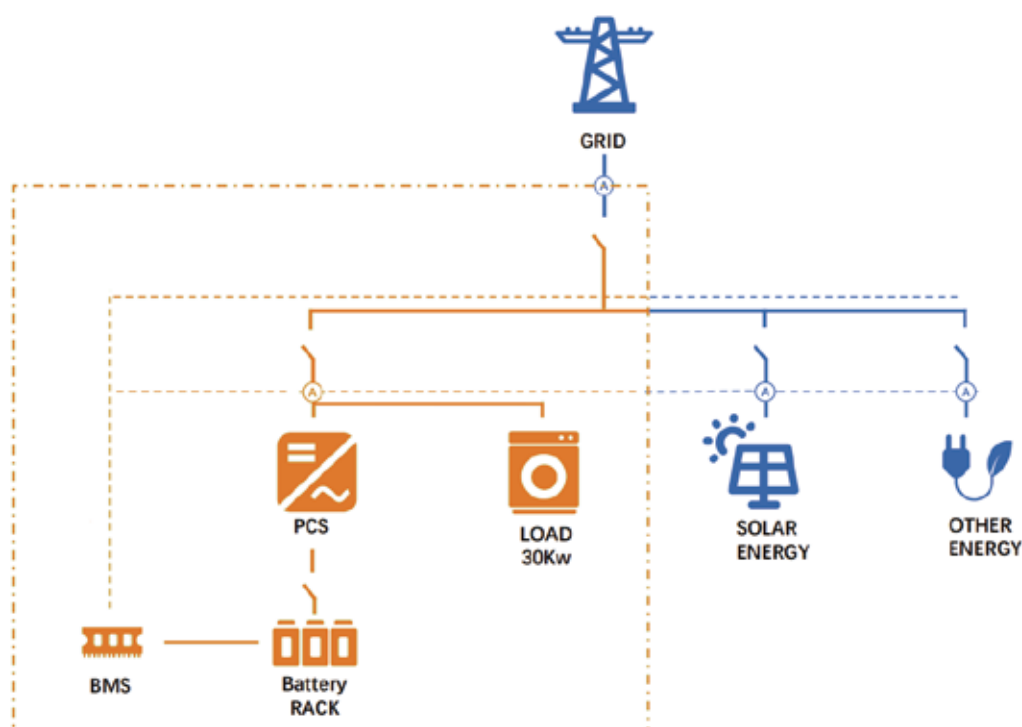 GRID
A
A
A
A
PCS
LOAD
30Kw
SOLAR
ENERGY
OTHER
ENERGY
BMS
Battery
RACK